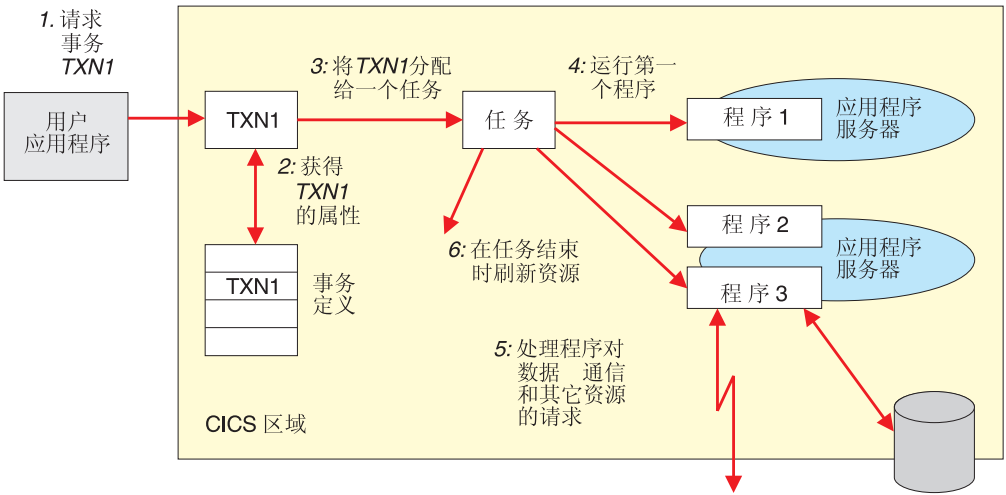 1. 请求
事务
TXN1
用户
应用程序
TXN1
3: 将TXN1分配
给一个任务
任务
4: 运行第一
个程序
程序 1
应用程序
服务器
2: 获得
TXN1
的属性
TXN1
事务
定义
6: 在任务结束
时刷新资源
程序 2
应用程序
服务器
程序 3
5: 处理程序对
数据 通信
和其它资源
的请求
CICS 区域